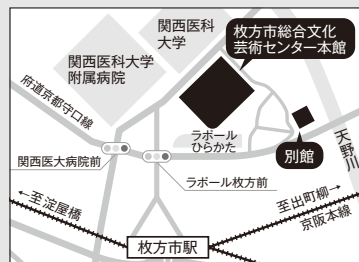 関西医科
大学
枚方市総合文化
芸術センター本館
関西医科大学
附属病院
府道京都守口線
ラポール
ひらかた
別館
天野川
関西医大病院前
ラポール枚方前
←至淀屋橋
至出町柳→
京阪本線
枚方市駅